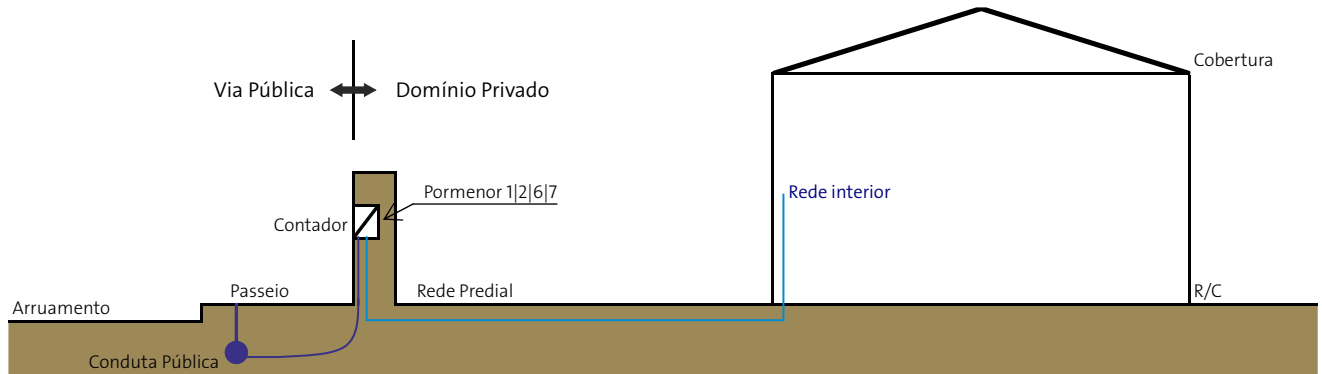 Cobertura
Via Pública
Domínio Privado
Pormenor 1|2|6|7
Rede interior
Contador
Passeio
Rede Predial
R/C
Arruamento
Conduta Pública